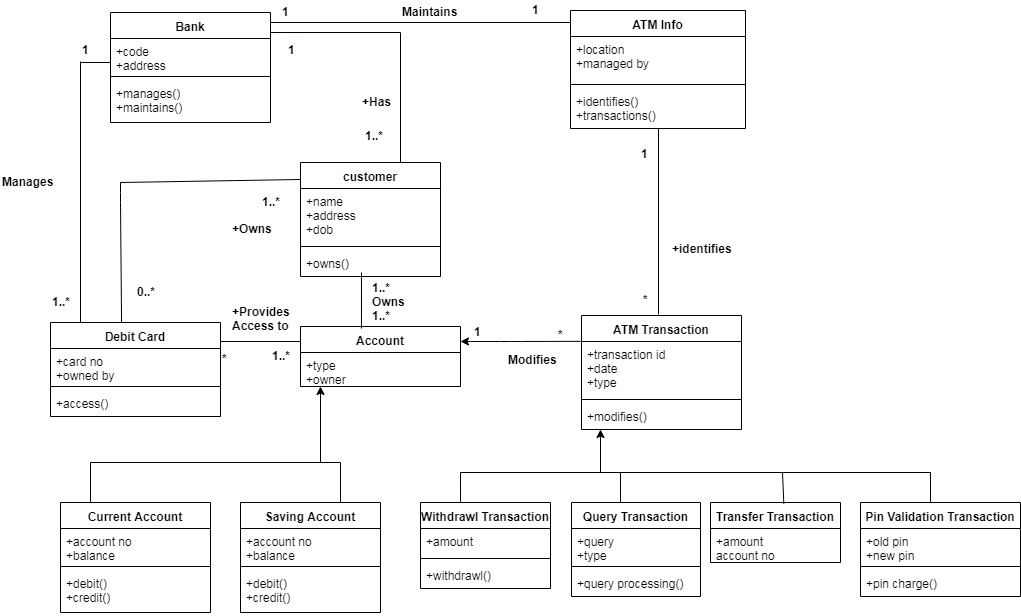 Bank
+code
+address
+manages()
+maintains()
1
Maintains
1
ATM Info
+location
+managed by
+identifies()
+transactions()
1
1
+Has
1..*
Manages
customer
+name
+address
+dob
+owns()
1..*
+Owns
0..*
1..*
1
+identifies
*
1..*
Owns
1..*
Debit Card
+card no
+owned by
+access()
+Provides
Access to
*
1..*
Account
+type
+owner
1
*
Modifies
ATM Transaction
+transaction id
+date
+type
+modifies()
Current Account
+account no
+balance
+debit()
+credit()
Saving Account
+account no
+balance
+debit()
+credit()
Withdrawl Transaction
+amount
+withdrawl()
Query Transaction
+query
+type
+query processing()
Transfer Transaction
+amount
account no
Pin Validation Transaction
+old pin
+new pin
+pin charge()